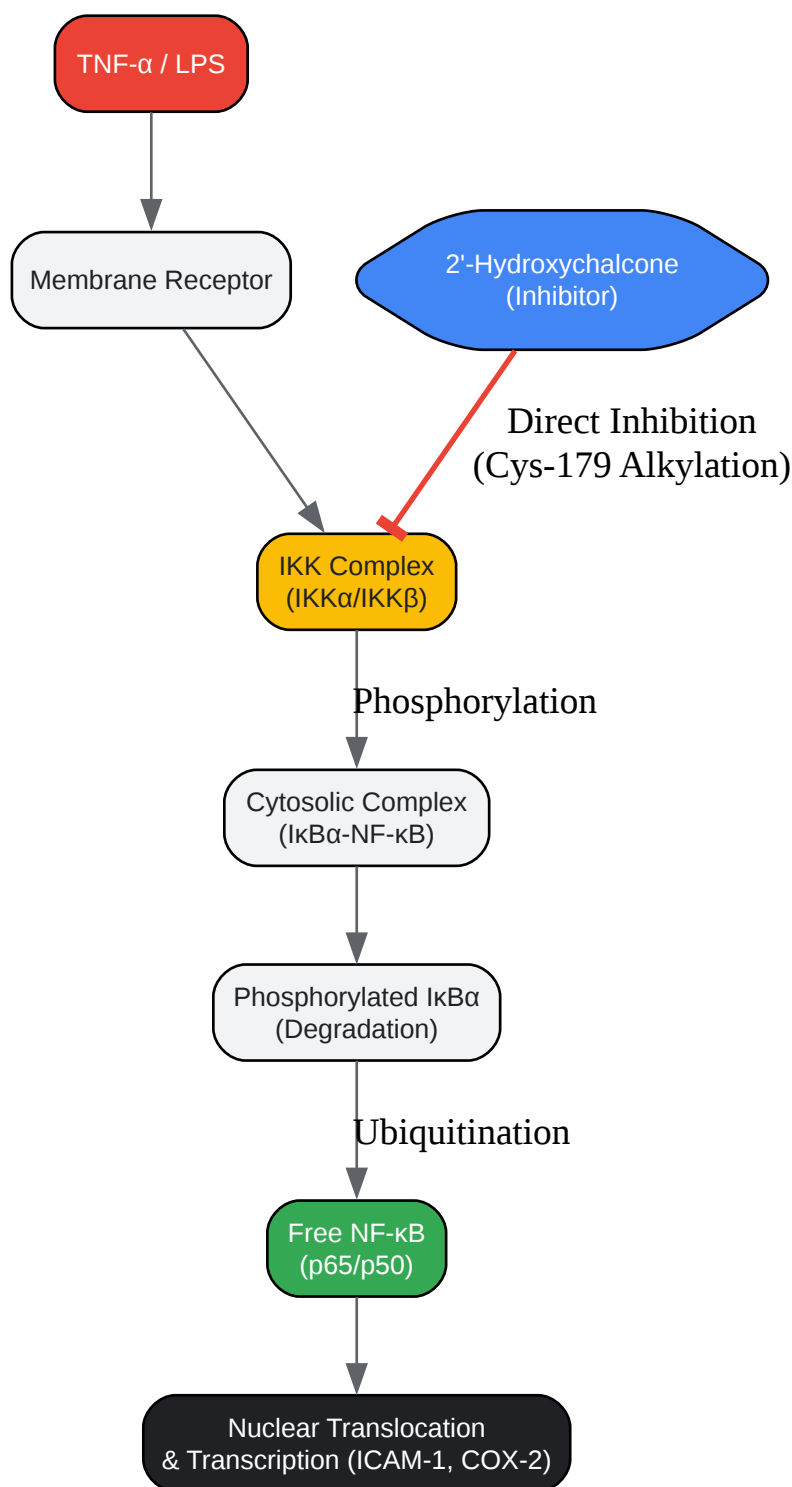 TNF-α / LPS
Membrane Receptor
2'-Hydroxychalcone
(Inhibitor)
Direct Inhibition
(Cys-179 Alkylation)
IKK Complex
(IKKα/IKKβ)
Phosphorylation
Cytosolic Complex
(IκBα-NF-κB)
Phosphorylated IκBα
(Degradation)
Ubiquitination
Free NF-κB
(p65/p50)
Nuclear Translocation
& Transcription (ICAM-1, COX-2)